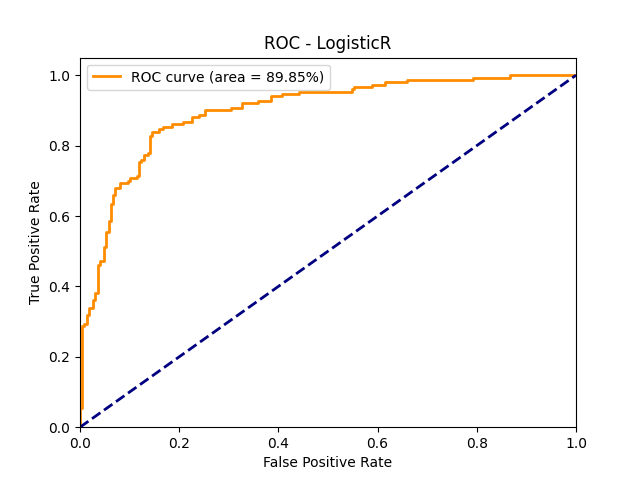 ROC - LogisticR
ROC curve (area = 89.85%)
True Positive Rate
1.0
0.8
0.6
0.4
0.2
0.0
0.0 0.2 0.4 0.6 0.8 1.0
False Positive Rate